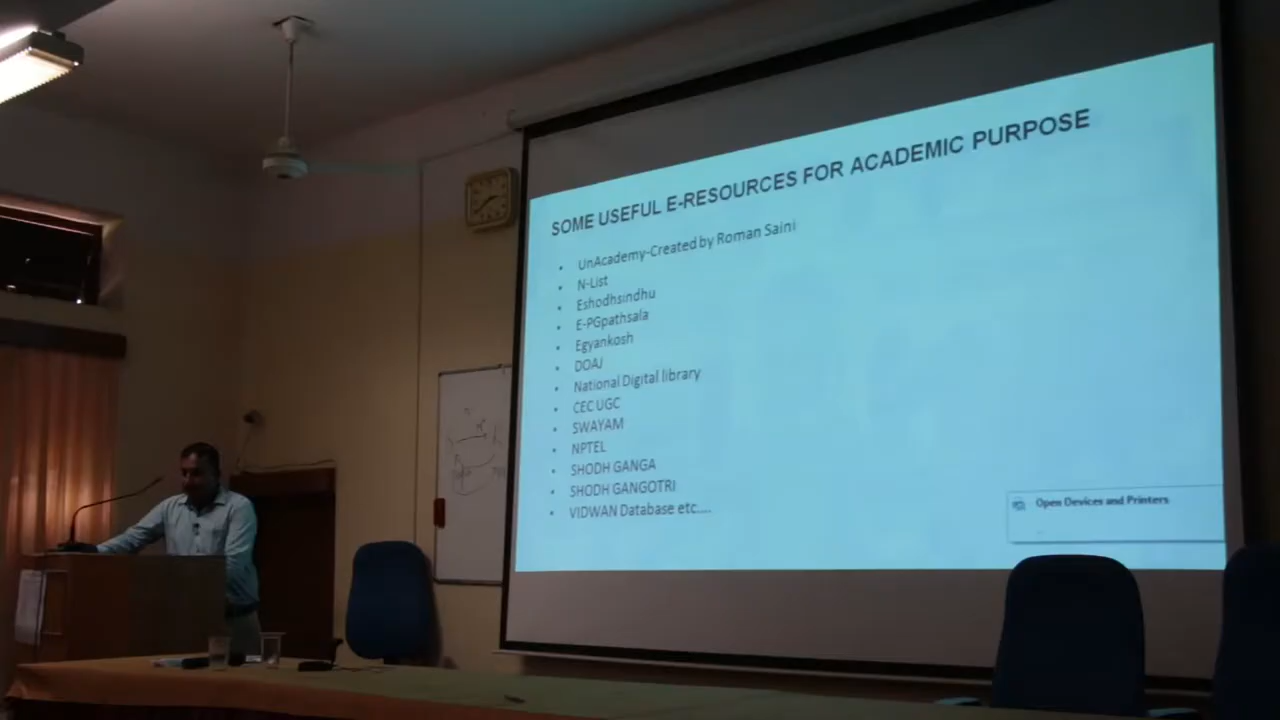 SOME USEFUL E-RESOURCES FOR ACADEMIC PURPOSE
• UnAcademy-Created by Roman Saini
• N-List
• Eshodhsindhu
• E-PGpathsala
• Egyankosh
• DOAJ
• National Digital library
• CEC UGC
• SWAYAM
• NPTEL
• SHODH GANGA
• SHODH GANGOTRI
• VIDWAN Database etc....
Open Devices and Printers